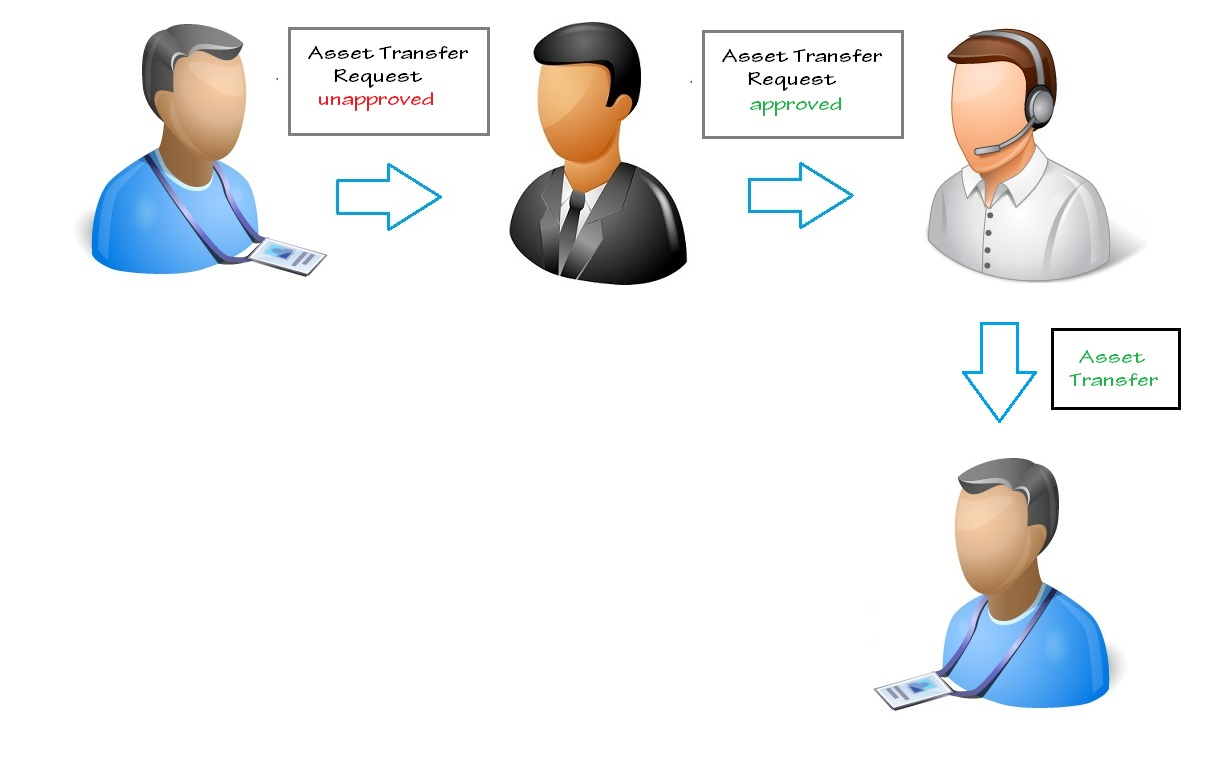 Asset Transfer
Request
unapproved
Asset Transfer
Request
approved
Asset
Transfer